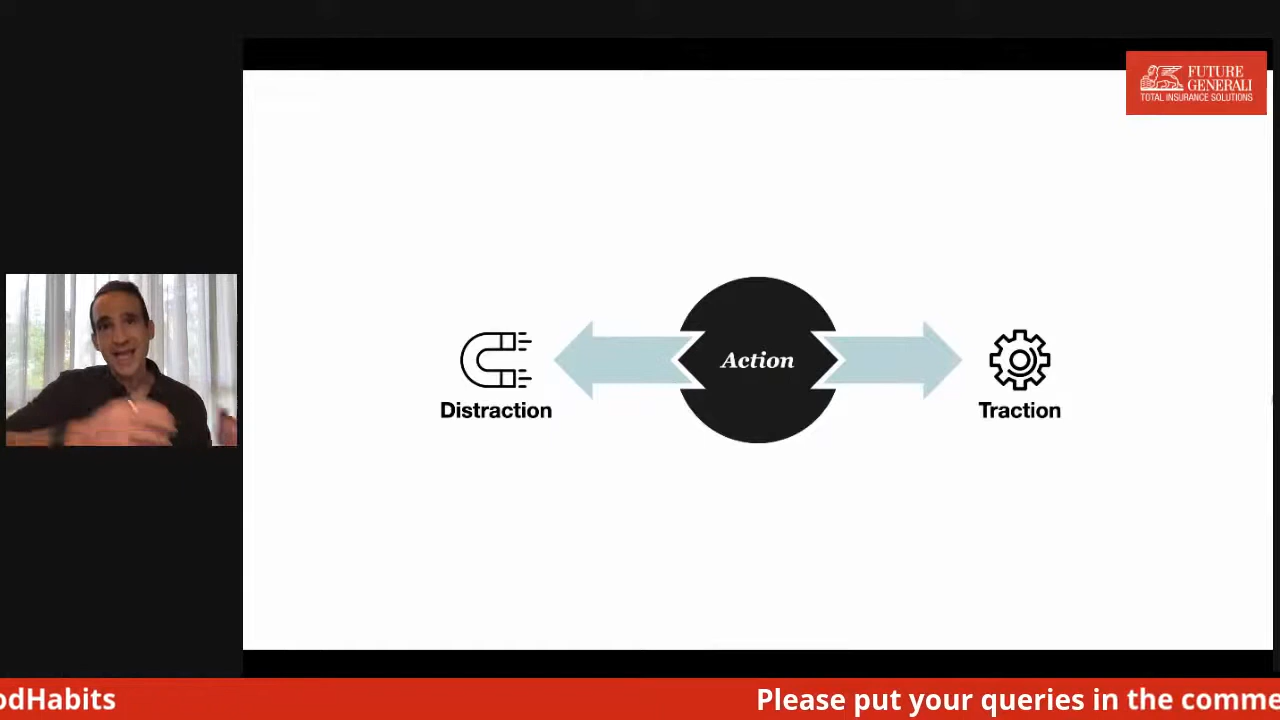 FUTURE
GENERALI
TOTAL INSURANCE SOLUTIONS
Action
Distraction
Traction
odHabits
Please put your queries in the comme